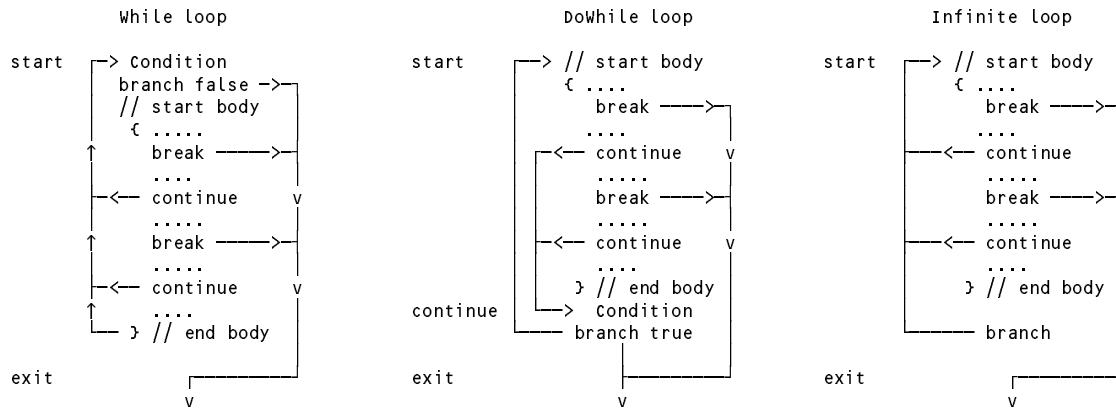 While loop DoWhile loop Infinite loop
start ┌─> Condition start ┌──> // start body start ┌──> // start body
branch false ─>─┐ { .... { ....
// start body break ────>─┐ break ────>─
{ ..... .... ....
↑ break ─────>─┤ ┌─<── continue v ├───<── continue
..... .... ....
├─<── continue v break ────>─┤ break ────>─
..... .... ....
↑ break ─────>─┤ ├─<── continue v ├───<── continue
..... .... ....
├─<── continue v } // end body } // end body
↑ .... continue └──> Condition
└── } // end body └──── branch true └────── branch
exit ┌─────────┘ exit ├─────────┘ exit ┌─────────
v v v